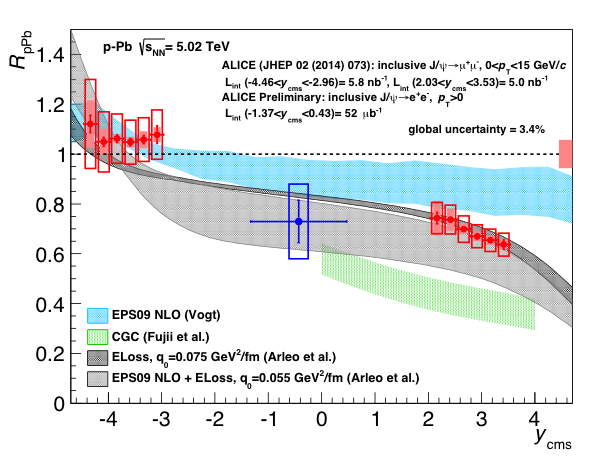 R_pPb
p-Pb √s_NN = 5.02 TeV
ALICE (JHEP 02 (2014) 073): inclusive J/ψ→μ⁺μ⁻, 0<p_T<15 GeV/c
L_int (-4.46<y_cms<-2.96)= 5.8 nb⁻¹, L_int (2.03<y_cms<3.53)= 5.0 nb⁻¹
ALICE Preliminary: inclusive J/ψ→e⁺e⁻, p_T>0
L_int (-1.37<y_cms<0.43)= 52 μb⁻¹
global uncertainty = 3.4%
1.4
1.2
1
0.8
0.6
0.4
0.2
0
EPS09 NLO (Vogt)
CGC (Fujii et al.)
ELoss, q_0=0.075 GeV²/fm (Arleo et al.)
EPS09 NLO + ELoss, q_0=0.055 GeV²/fm (Arleo et al.)
-4 -3 -2 -1 0 1 2 3 4
y_cms